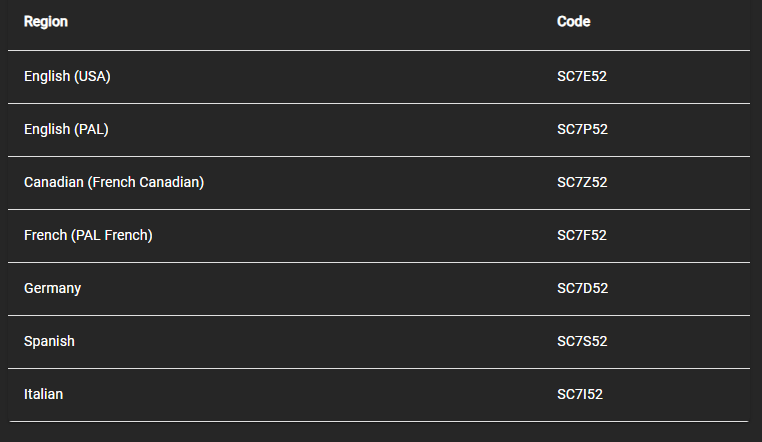 Region Code
English (USA) SC7E52
English (PAL) SC7P52
Canadian (French Canadian) SC7Z52
French (PAL French) SC7F52
Germany SC7D52
Spanish SC7S52
Italian SC7I52